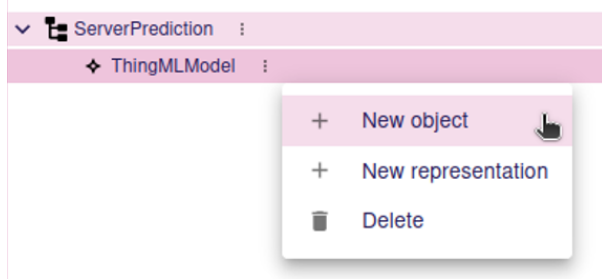 ServerPrediction
ThingMLModel
New object
New representation
Delete